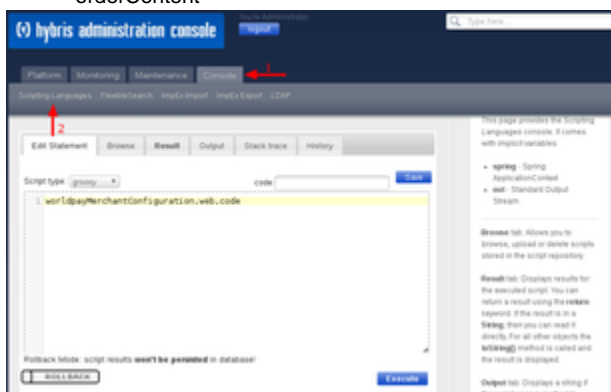 orderContent
(•) hybris administration console
You're Administrator
logout
Type here...
Platform Monitoring Maintenance Console
1
Scripting Languages FlexibleSearch ImpEx Import ImpEx Export LDAP
2
Edit Statement Browse Result Output Stack trace History
Script type: groovy
code:
Save
1 worldpayMerchantConfiguration.web.code
Rollback Mode: script results won't be persisted in database!
ROLLBACK
Execute
This page provides the Scripting
Languages console. It comes
with implicit variables:
spring - Spring
ApplicationContext
out - Standard Output
Stream
Browse tab: Allows you to
browse, upload or delete scripts
stored in the script repository.
Result tab: Displays results for
the executed script. You can
return a result using the return
keyword. If the result is in a
String, then you can read it
directly. For all other objects the
toString() method is called and
the result is displayed.
Output tab: Displays a string if